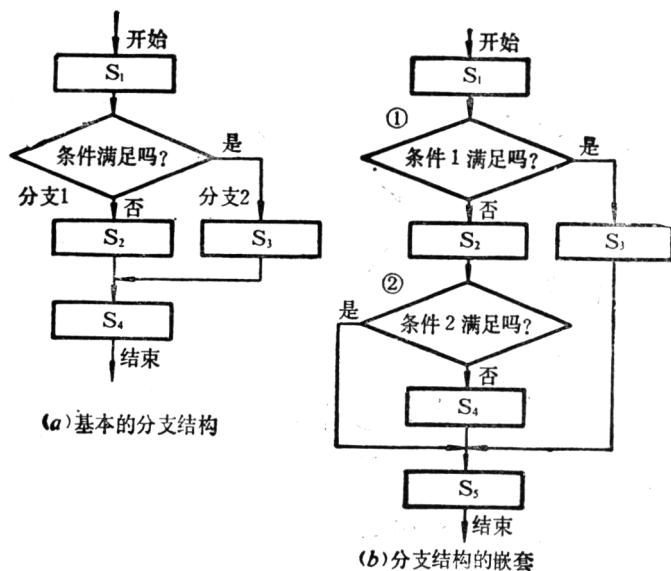 开始
S₁
条件满足吗?
是
分支1
否
分支2
S₂
S₃
S₄
结束
(a)基本的分支结构
开始
S₁
①
条件1满足吗?
是
否
S₂
S₃
②
是
条件2满足吗?
否
S₄
S₅
结束
(b)分支结构的嵌套